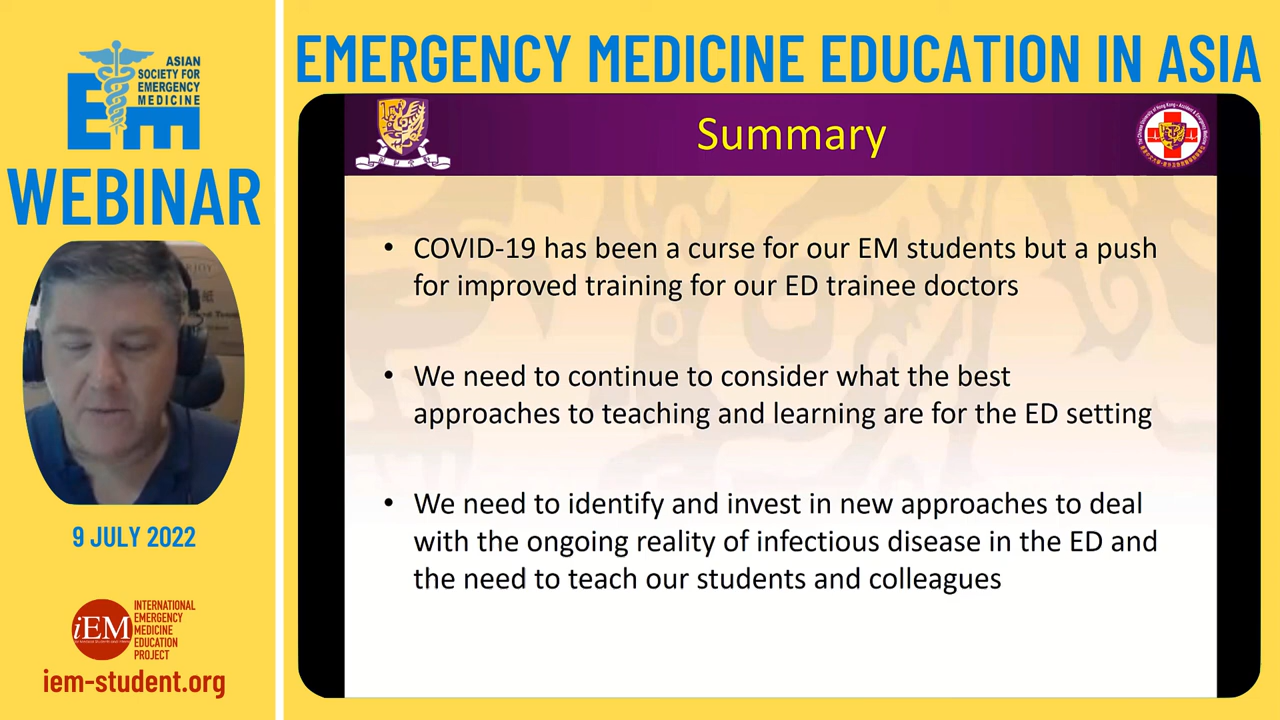 ASIAN
SOCIETY FOR
EMERGENCY
MEDICINE
EM
WEBINAR
9 JULY 2022
iEM
INTERNATIONAL
EMERGENCY
MEDICINE
EDUCATION
PROJECT
iem-student.org
EMERGENCY MEDICINE EDUCATION IN ASIA
Summary
• COVID-19 has been a curse for our EM students but a push
for improved training for our ED trainee doctors
• We need to continue to consider what the best
approaches to teaching and learning are for the ED setting
• We need to identify and invest in new approaches to deal
with the ongoing reality of infectious disease in the ED and
the need to teach our students and colleagues